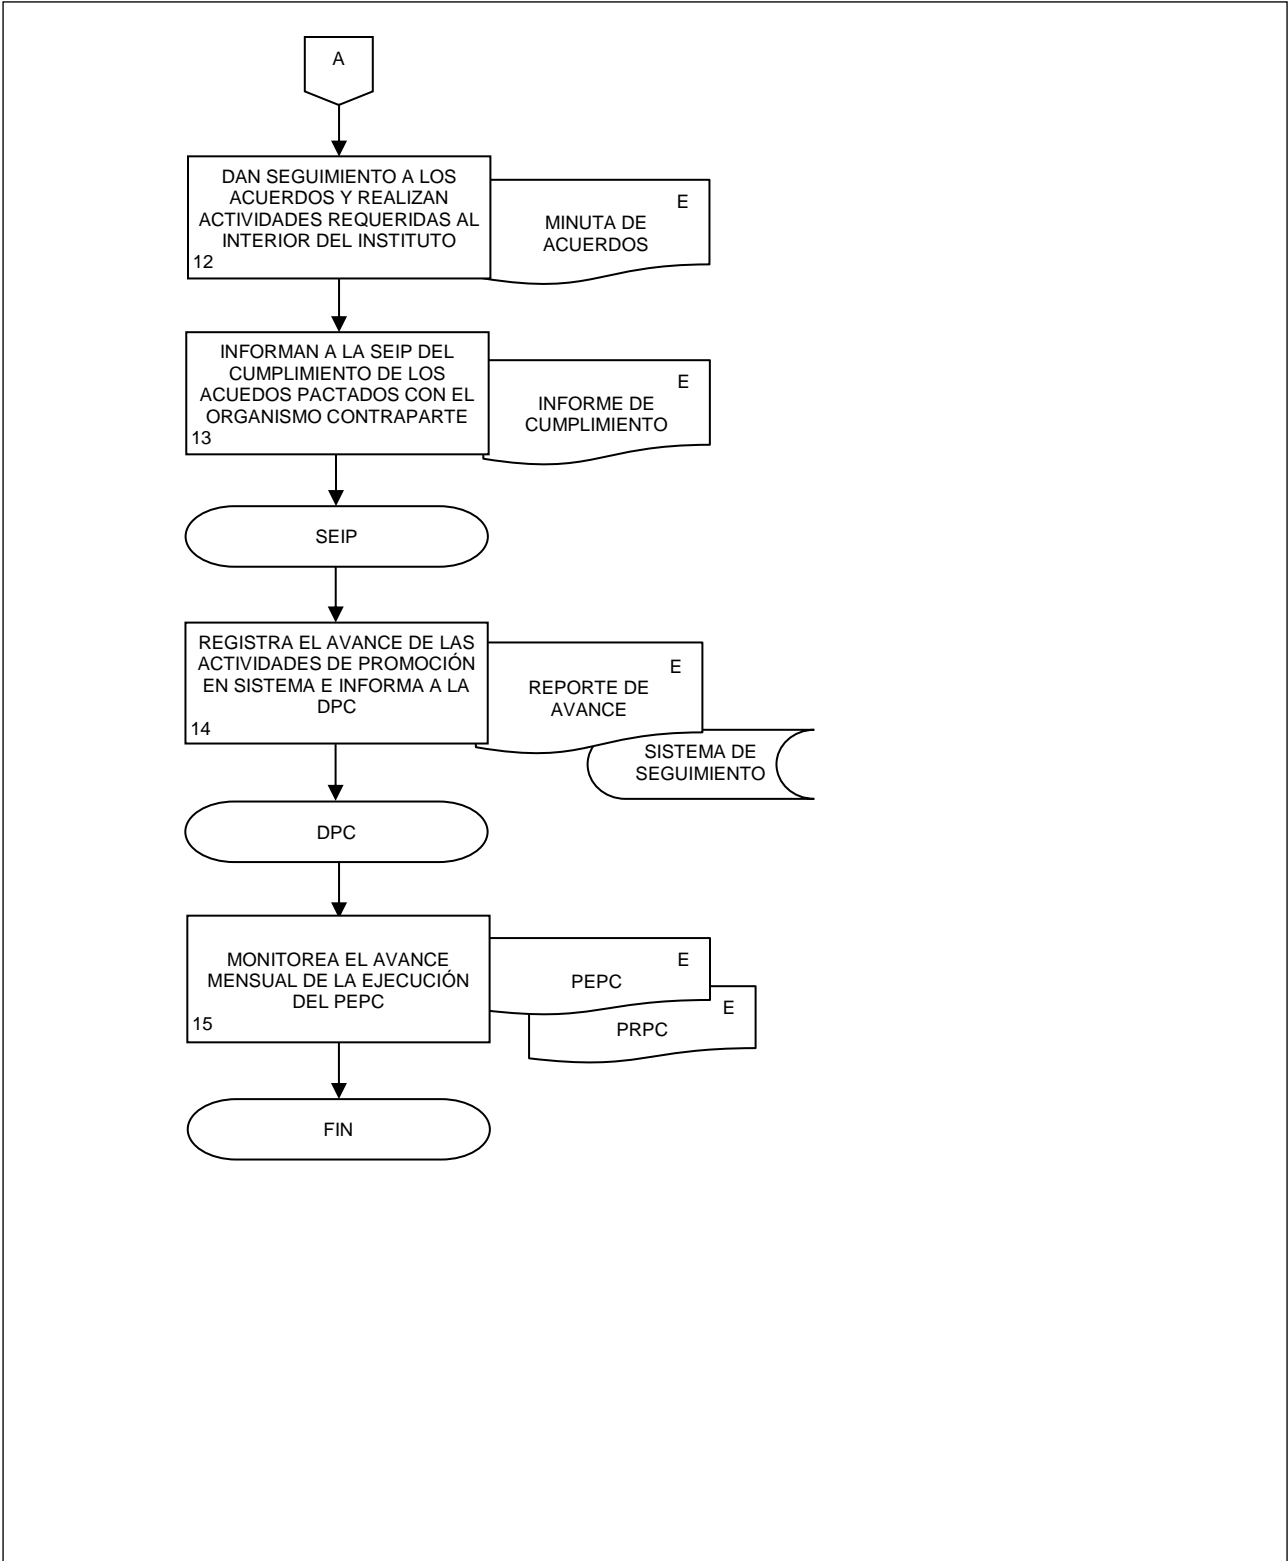 A
DAN SEGUIMIENTO A LOS
ACUERDOS Y REALIZAN
ACTIVIDADES REQUERIDAS AL
INTERIOR DEL INSTITUTO
12
E
MINUTA DE
ACUERDOS
INFORMAN A LA SEIP DEL
CUMPLIMIENTO DE LOS
ACUEDOS PACTADOS CON EL
ORGANISMO CONTRAPARTE
13
E
INFORME DE
CUMPLIMIENTO
SEIP
REGISTRA EL AVANCE DE LAS
ACTIVIDADES DE PROMOCIÓN
EN SISTEMA E INFORMA A LA
DPC
14
E
REPORTE DE
AVANCE
SISTEMA DE
SEGUIMIENTO
DPC
MONITOREA EL AVANCE
MENSUAL DE LA EJECUCIÓN
DEL PEPC
15
E
PEPC
E
PRPC
FIN